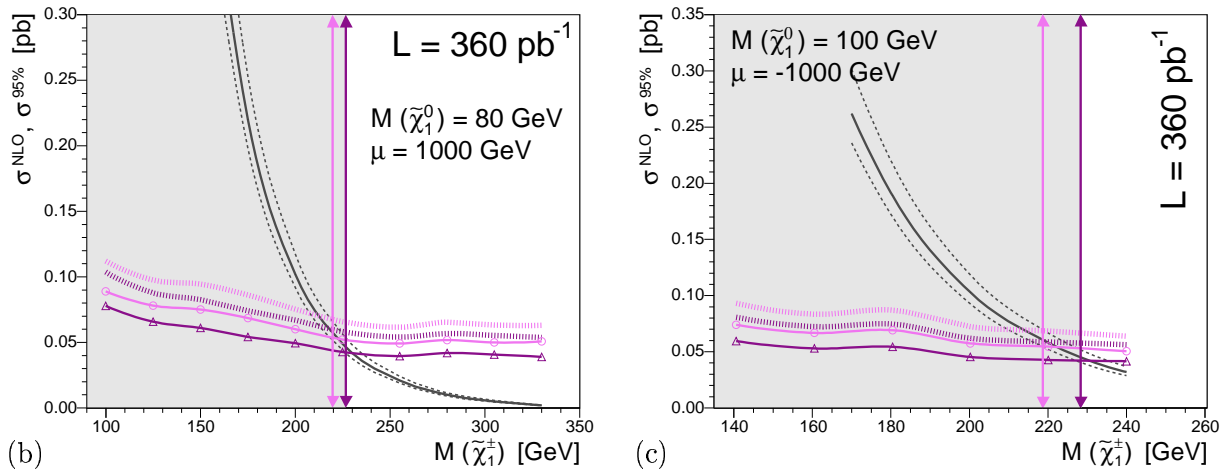 σ^NLO, σ^95% [pb]
0.30
0.25
0.20
0.15
0.10
0.05
0.00
L = 360 pb⁻¹
M (χ̃₁⁰) = 80 GeV
μ = 1000 GeV
100 150 200 250 300 350
(b) M (χ̃₁±) [GeV]
σ^NLO, σ^95% [pb]
0.35
0.30
0.25
0.20
0.15
0.10
0.05
0.00
M (χ̃₁⁰) = 100 GeV
μ = -1000 GeV
L = 360 pb⁻¹
140 160 180 200 220 240 260
(c) M (χ̃₁±) [GeV]